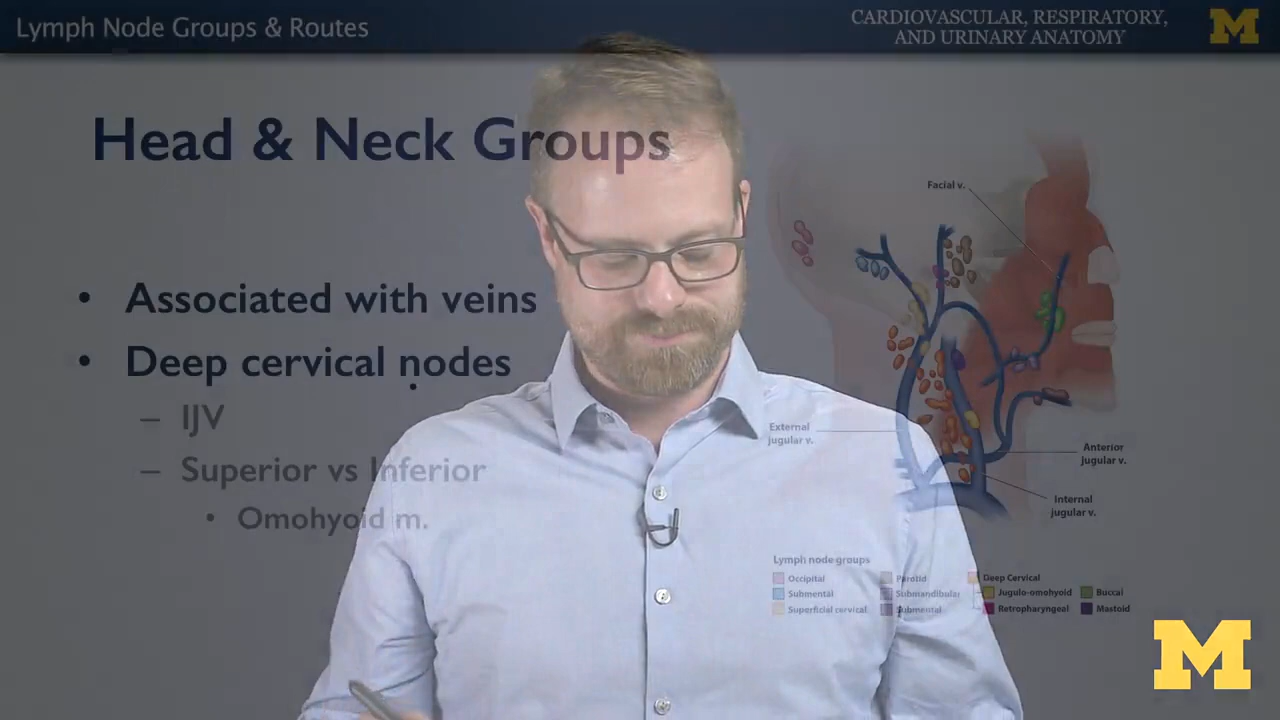 Lymph Node Groups & Routes
CARDIOVASCULAR, RESPIRATORY,
AND URINARY ANATOMY
M
Head & Neck Groups
• Associated with veins
• Deep cervical nodes
– IJV
– Superior vs Inferior
• Omohyoid m.
Facial v.
External
jugular v.
Anterior
jugular v.
Internal
jugular v.
Lymph node groups
Occipital
Submental
Superficial cervical
Parotid
Submandibular
Submental
Deep Cervical
Jugulo-omohyoid
Retropharyngeal
Buccal
Mastoid
M